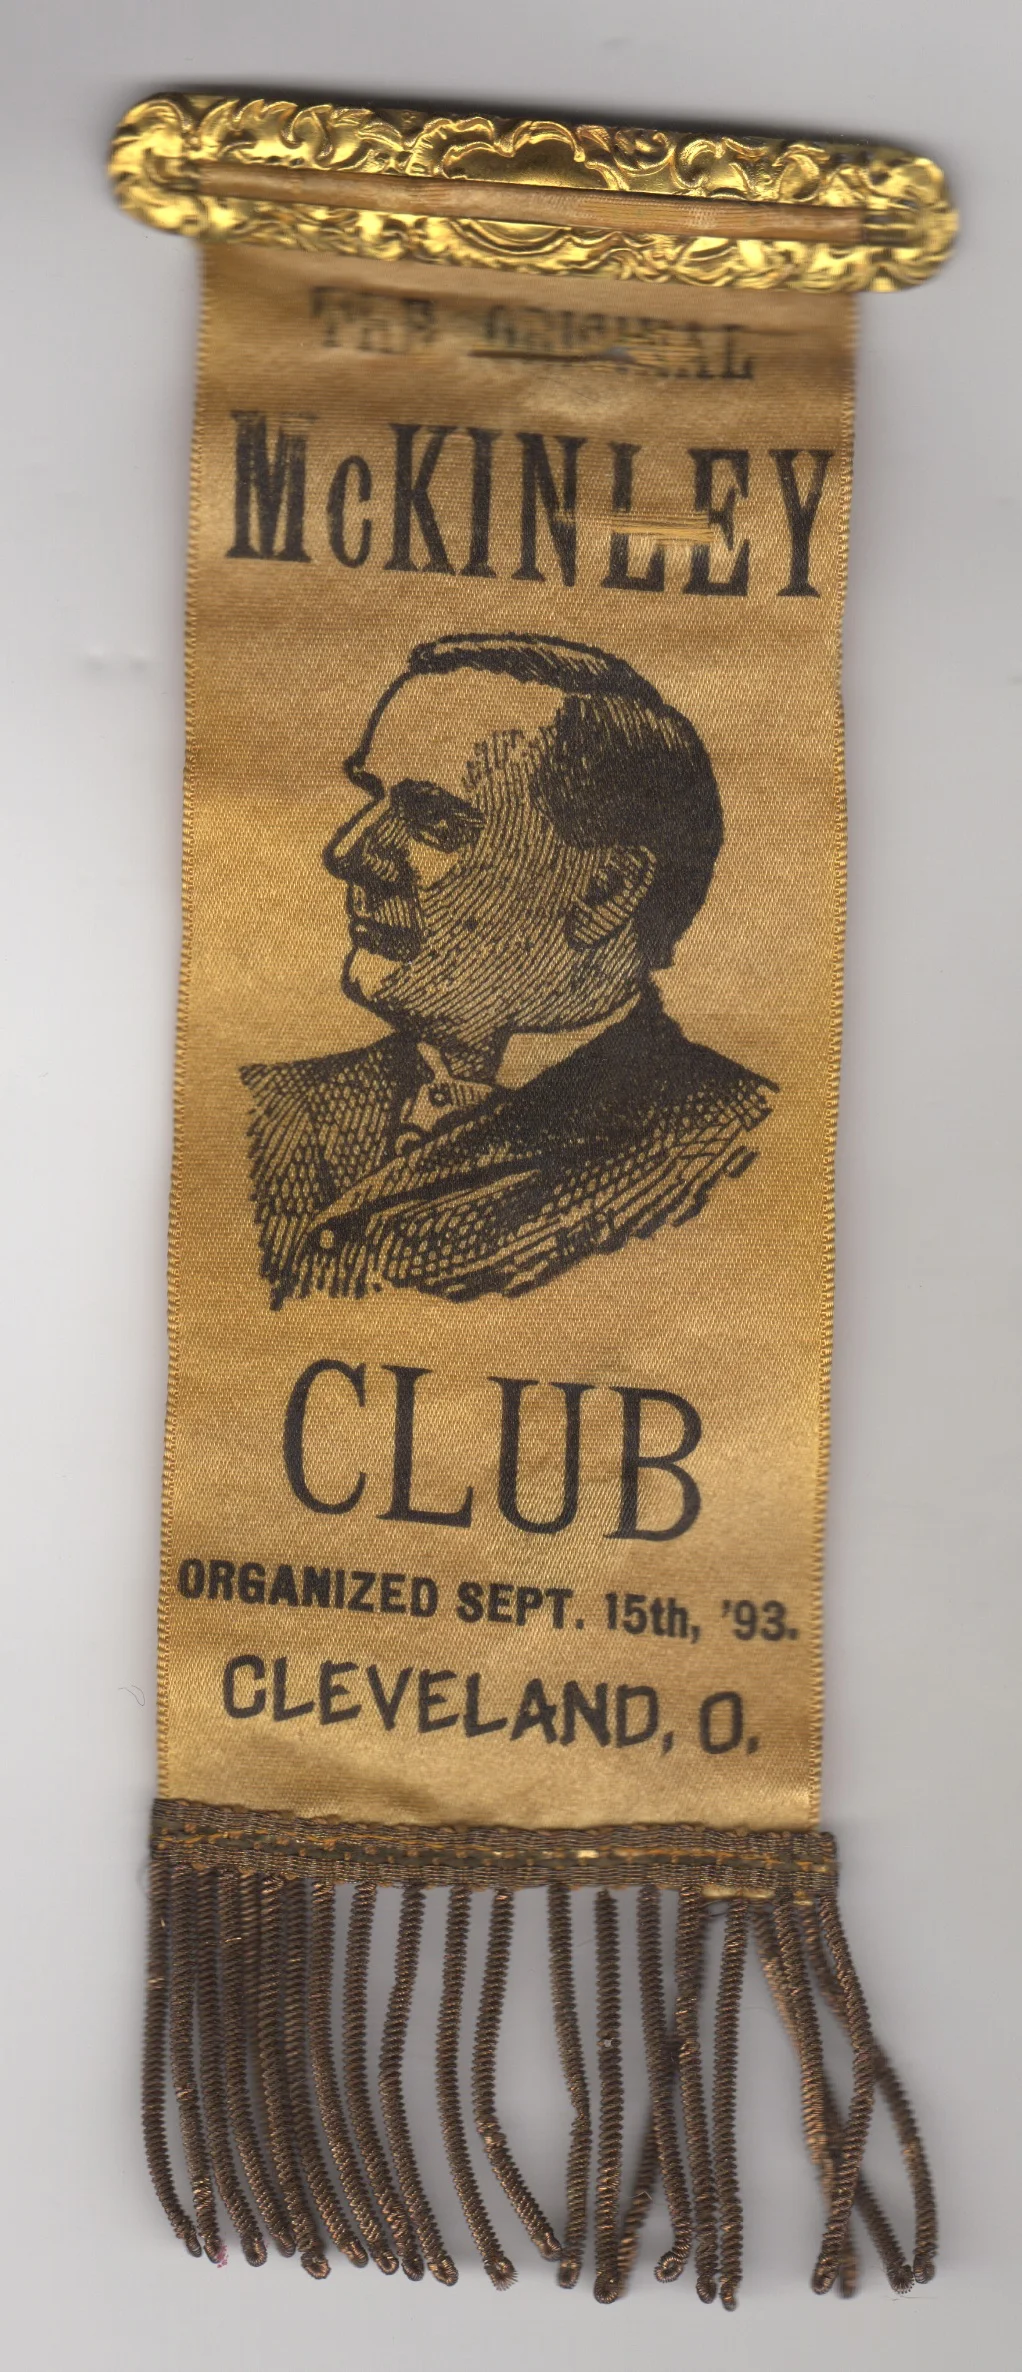 THE ORIGINAL
McKINLEY
CLUB
ORGANIZED SEPT. 15th, '93.
CLEVELAND, O.